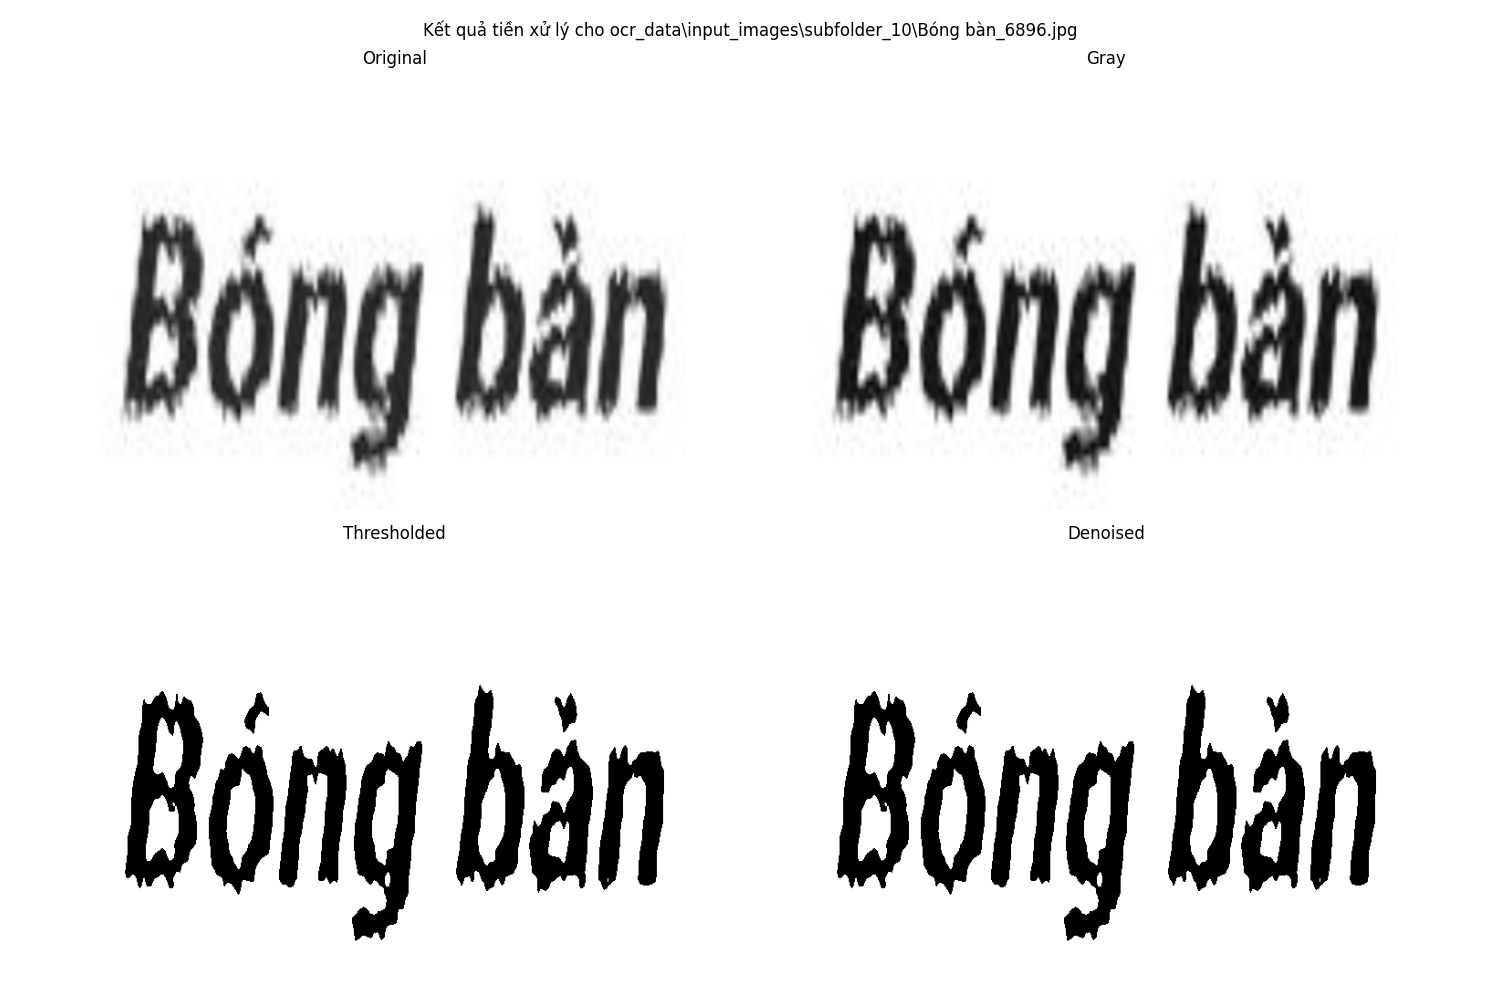 Kết quả tiền xử lý cho ocr_data\input_images\subfolder_10\Bóng bàn_6896.jpg
Original
Gray
Bóng bàn
Bóng bàn
Thresholded
Denoised
Bóng bàn
Bóng bàn